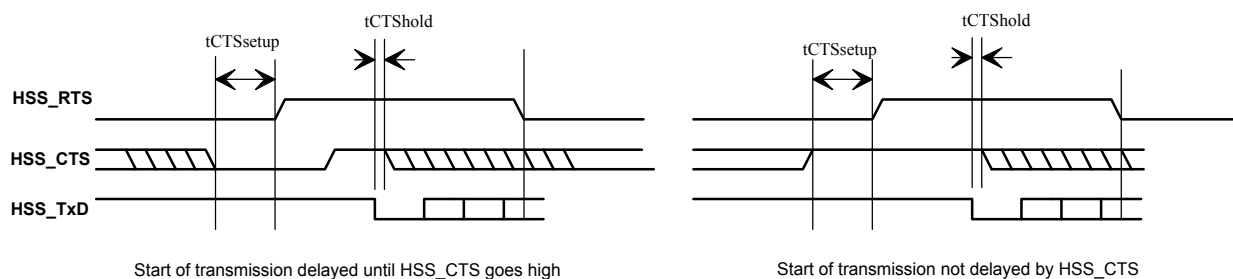 tCTShold
tCTSsetup
HSS_RTS
HSS_CTS
HSS_TxD
Start of transmission delayed until HSS_CTS goes high
tCTShold
tCTSsetup
Start of transmission not delayed by HSS_CTS